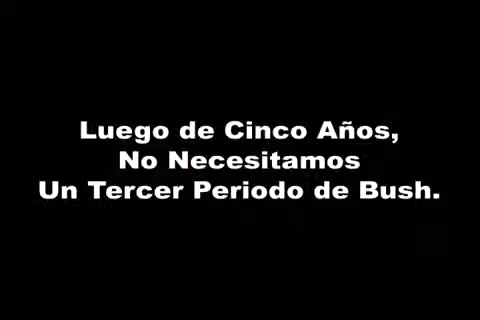 Luego de Cinco Años,
No Necesitamos
Un Tercer Periodo de Bush.